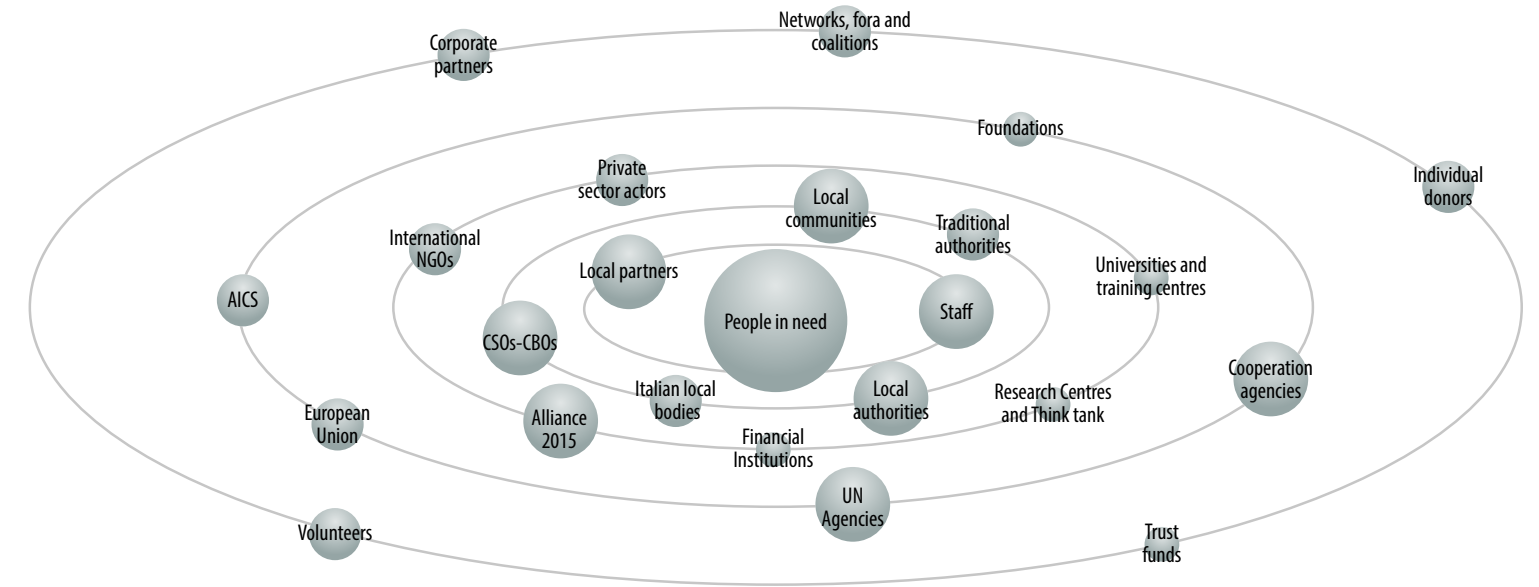 Networks, fora and
coalitions
Corporate
partners
Foundations
Individual
donors
Private
sector actors
Local
communities
Traditional
authorities
International
NGOs
Local partners
Universities and
training centres
AICS
Staff
People in need
CSOs-CBOs
Cooperation
agencies
Italian local
bodies
Local
authorities
Research Centres
and Think tank
European
Union
Alliance
2015
Financial
Institutions
UN
Agencies
Volunteers
Trust
funds